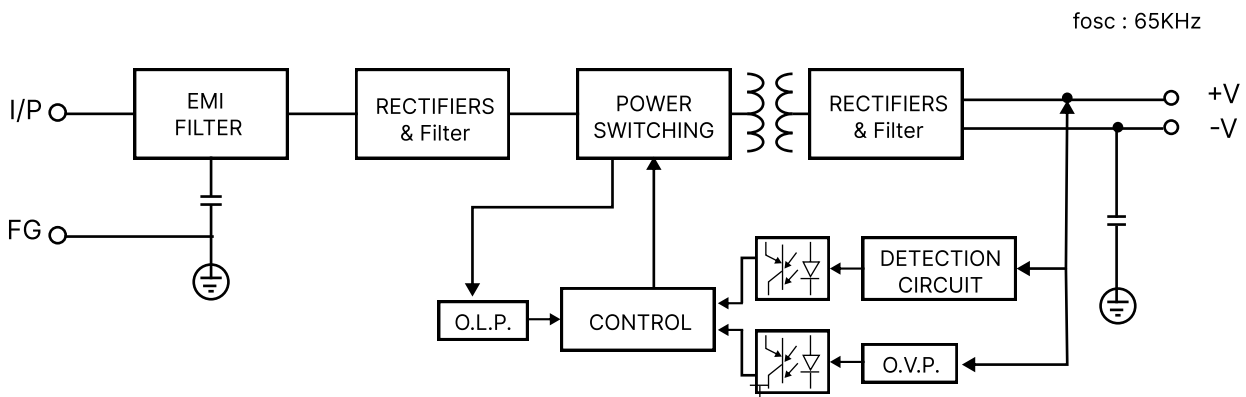 fosc : 65KHz
I/P
EMI
FILTER
RECTIFIERS
& Filter
POWER
SWITCHING
RECTIFIERS
& Filter
+V
-V
FG
DETECTION
CIRCUIT
O.L.P.
CONTROL
O.V.P.